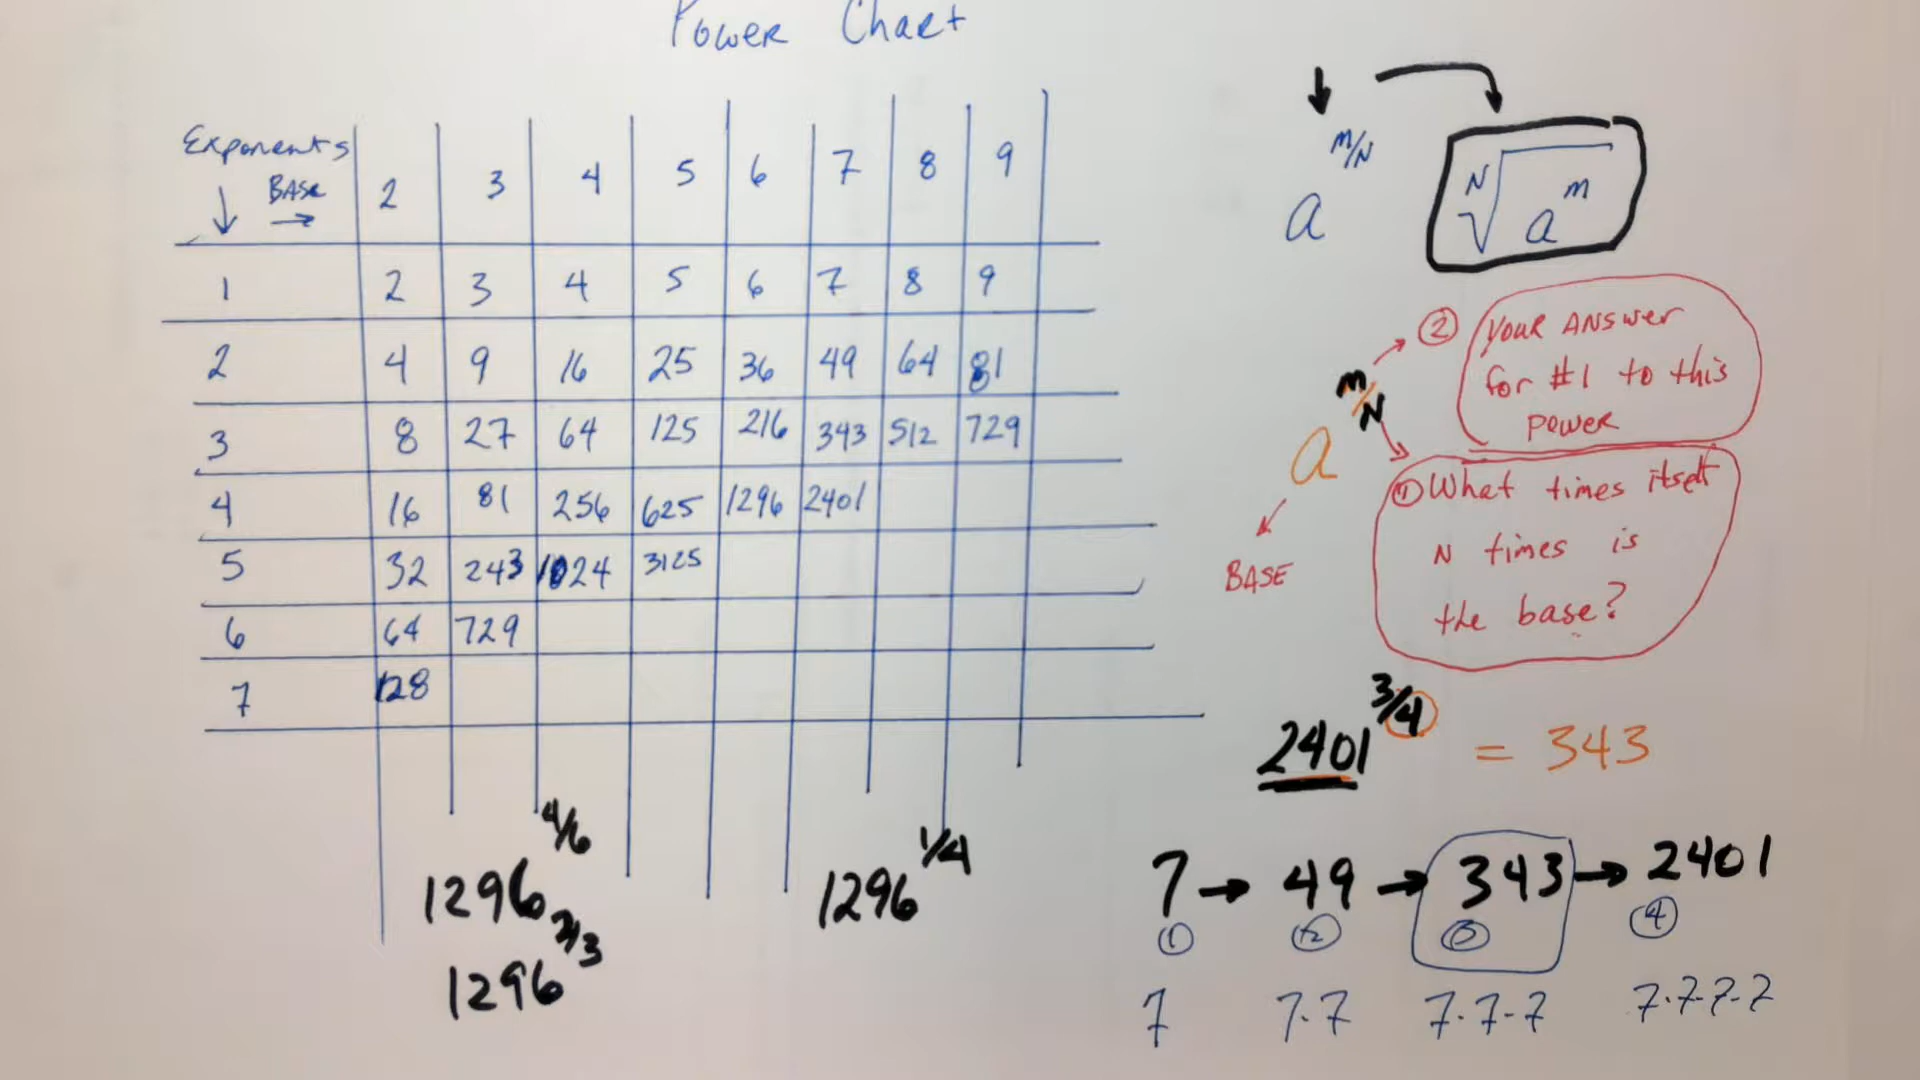 Power Chart
Exponents
BASE → 2 3 4 5 6 7 8 9
1 2 3 4 5 6 7 8 9
2 4 9 16 25 36 49 64 81
3 8 27 64 125 216 343 512 729
4 16 81 256 625 1296 2401
5 32 243 1024 3125
6 64 729
7 128
1296^4/6
1296^2/3
1296^1/4
a^m/N
N√a^m
a^m/N
② Your Answer
for #1 to this
power
① What times itself
N times is
the base?
BASE
2401^3/4 = 343
7 → 49 → 343 → 2401
① ② ③ ④
7 7·7 7·7·7 7·7·7·7